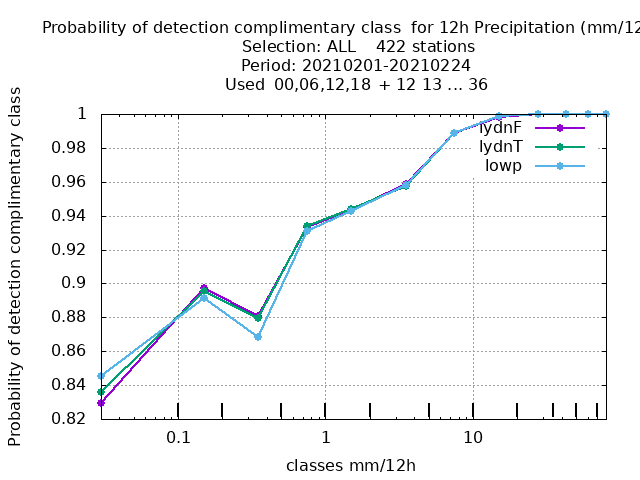 Probability of detection complimentary class  for 12h Precipitation (mm/12
Selection: ALL    422 stations
Period: 20210201-20210224
Used  00,06,12,18  + 12 13 ... 36
Probability of detection complimentary class
1
0.98
0.96
0.94
0.92
0.9
0.88
0.86
0.84
0.82
lydnF
lydnT
lowp
0.1
1
10
classes mm/12h